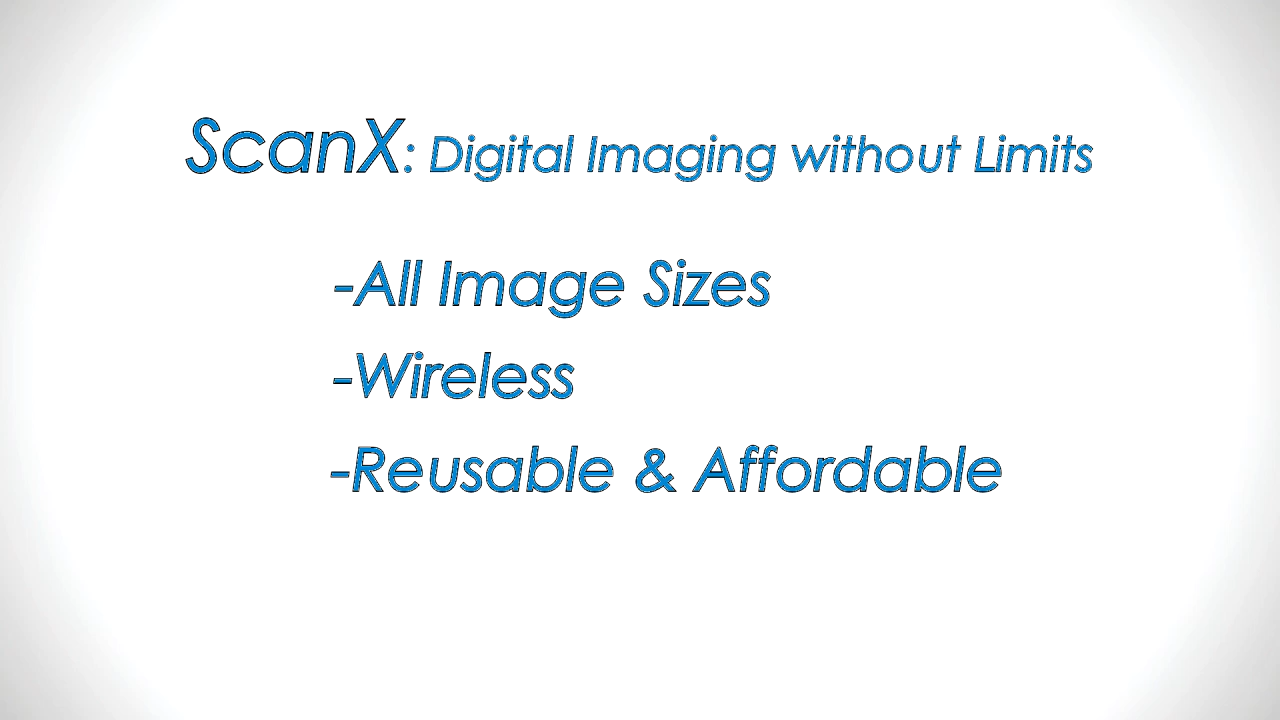 ScanX: Digital Imaging without Limits
-All Image Sizes
-Wireless
-Reusable & Affordable